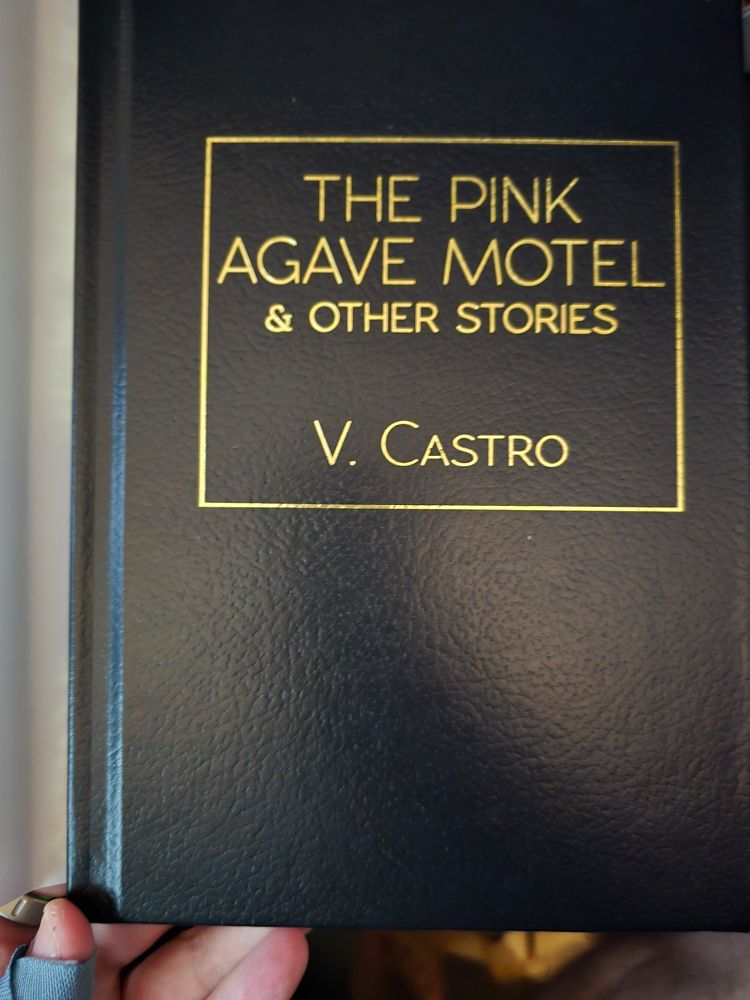 THE PINK
AGAVE MOTEL
& OTHER STORIES
V. CASTRO